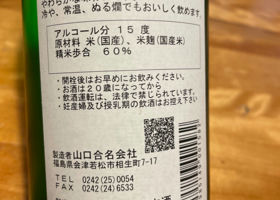 冷や、常温、ぬる燗でもおいしく飲めます。
アルコール分 15 度
原材料 米(国産)、米麹(国産米)
精米歩合 60%
・開栓後はお早めにお飲みください
・お酒は20歳になってから
・飲酒運転は、法律で禁じられています。
・妊産婦及び授乳期の飲酒はお控え下さい
製造者 山口合名会社
福島県会津若松市相生町7-17
TEL 0242(25)0054
FAX 0242(24)6533